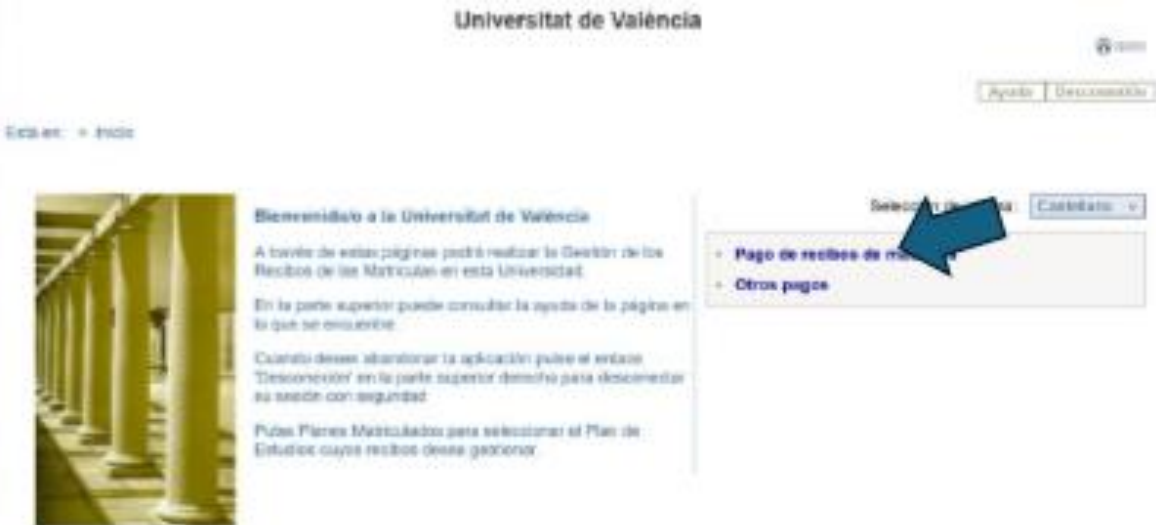 Universitat de València
Ayuda Desconexión
Está en: Inicio
Bienvenida/o a la Universitat de València
A través de estas páginas podrá realizar la Gestión de los
Recibos de las Matrículas en esta Universidad.
En la parte superior puede consultar la ayuda de la página en
la que se encuentre.
Cuando desee abandonar la aplicación pulse el enlace
'Desconexión' en la parte superior derecha para desconectar
su sesión con seguridad
Pulse Planes Matriculados para seleccionar el Plan de
Estudios cuyos recibos desea gestionar.
Selección de Castellano
Pago de recibos de
Otros pagos